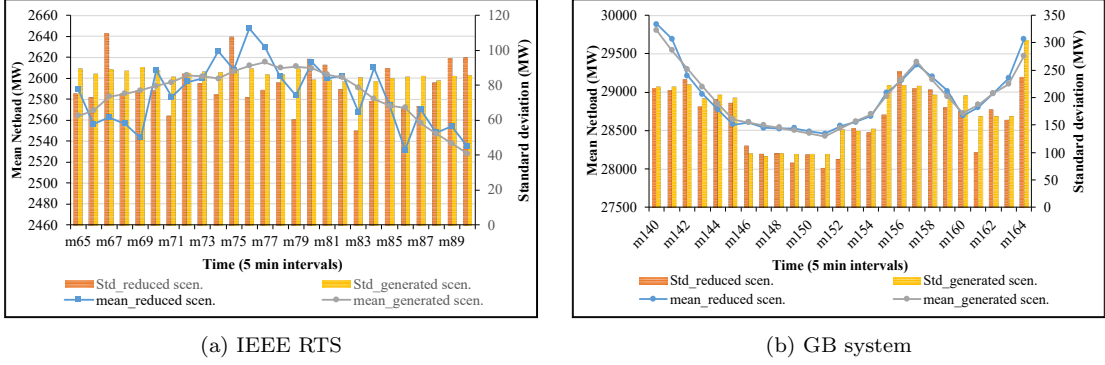 2660
2640
2620
2600
2580
2560
2540
2520
2500
2480
2460
Mean Netload (MW)
120
100
80
60
40
20
0
Standard deviation (MW)
m65 m67 m69 m71 m73 m75 m77 m79 m81 m83 m85 m87 m89
Time (5 min intervals)
Std_reduced scen. Std_generated scen.
mean_reduced scen. mean_generated scen.
(a) IEEE RTS
30000
29500
29000
28500
28000
27500
Mean Netload (MW)
350
300
250
200
150
100
50
0
Standard deviation (MW)
m140 m142 m144 m146 m148 m150 m152 m154 m156 m158 m160 m162 m164
Time (5 min intervals)
Std_reduced scen. Std_generated scen.
mean_reduced scen. mean_generated scen.
(b) GB system